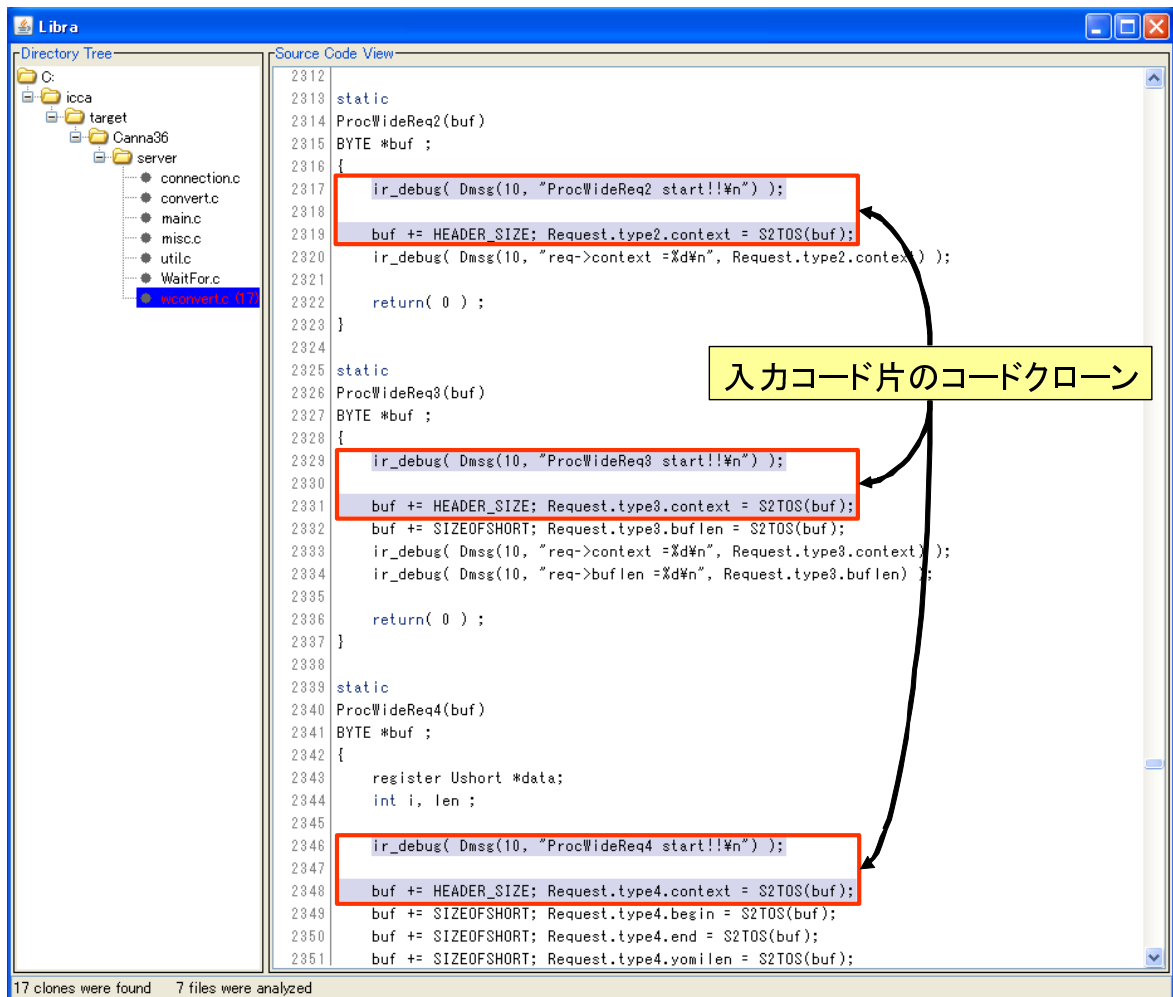 Libra
Directory Tree
C:
icca
target
Canna36
server
connection.c
convert.c
main.c
misc.c
util.c
WaitFor.c
wconvert.c (17)
Source Code View
2312
2313 static
2314 ProcWideReq2(buf)
2315 BYTE *buf ;
2316 {
2317 ir_debug( Dmsg(10, "ProcWideReq2 start!!¥n") );
2318
2319 buf += HEADER_SIZE; Request.type2.context = S2TOS(buf);
2320 ir_debug( Dmsg(10, "req->context =%d¥n", Request.type2.context) );
2321
2322 return( 0 ) ;
2323 }
2324
2325 static
2326 ProcWideReq3(buf)
2327 BYTE *buf ;
2328 {
2329 ir_debug( Dmsg(10, "ProcWideReq3 start!!¥n") );
2330
2331 buf += HEADER_SIZE; Request.type3.context = S2TOS(buf);
2332 buf += SIZEOFSHORT; Request.type3.buflen = S2TOS(buf);
2333 ir_debug( Dmsg(10, "req->context =%d¥n", Request.type3.context) );
2334 ir_debug( Dmsg(10, "req->buflen =%d¥n", Request.type3.buflen) );
2335
2336 return( 0 ) ;
2337 }
2338
2339 static
2340 ProcWideReq4(buf)
2341 BYTE *buf ;
2342 {
2343 register Ushort *data;
2344 int i, len ;
2345
2346 ir_debug( Dmsg(10, "ProcWideReq4 start!!¥n") );
2347
2348 buf += HEADER_SIZE; Request.type4.context = S2TOS(buf);
2349 buf += SIZEOFSHORT; Request.type4.begin = S2TOS(buf);
2350 buf += SIZEOFSHORT; Request.type4.end = S2TOS(buf);
2351 buf += SIZEOFSHORT; Request.type4.yomilen = S2TOS(buf);
入力コード片のコードクローン
17 clones were found 7 files were analyzed